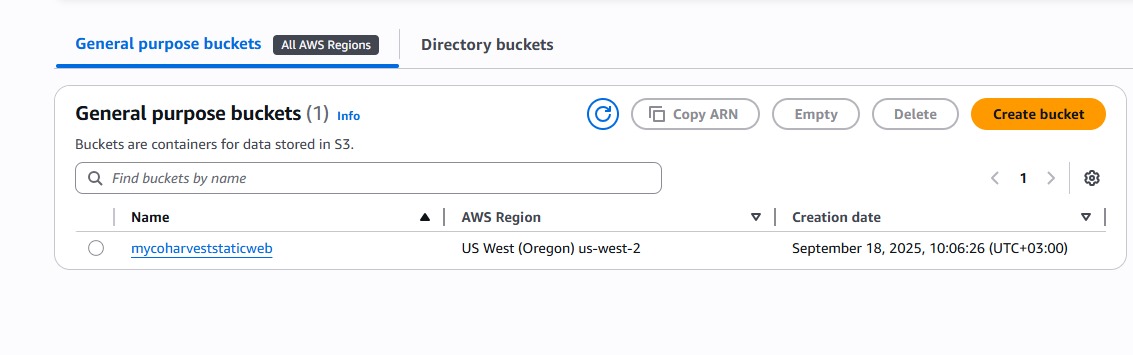 General purpose buckets All AWS Regions Directory buckets
General purpose buckets (1) Info Copy ARN Empty Delete Create bucket
Buckets are containers for data stored in S3.
Find buckets by name 1
Name AWS Region Creation date
mycoharveststaticweb US West (Oregon) us-west-2 September 18, 2025, 10:06:26 (UTC+03:00)